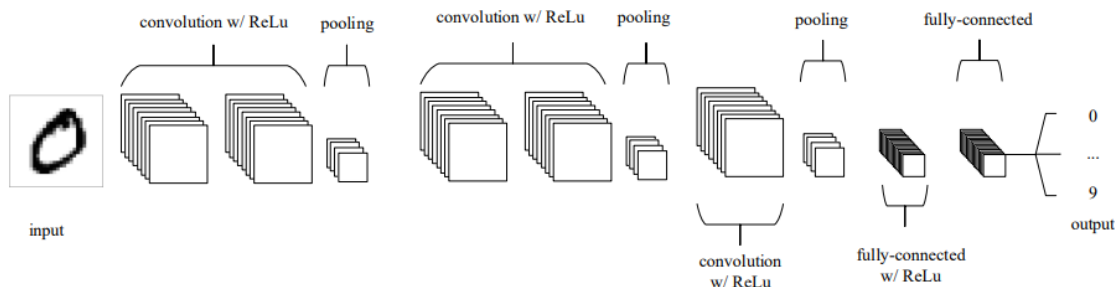 convolution w/ ReLu
pooling
convolution w/ ReLu
pooling
pooling
fully-connected
0
...
9
input
output
convolution
w/ ReLu
fully-connected
w/ ReLu